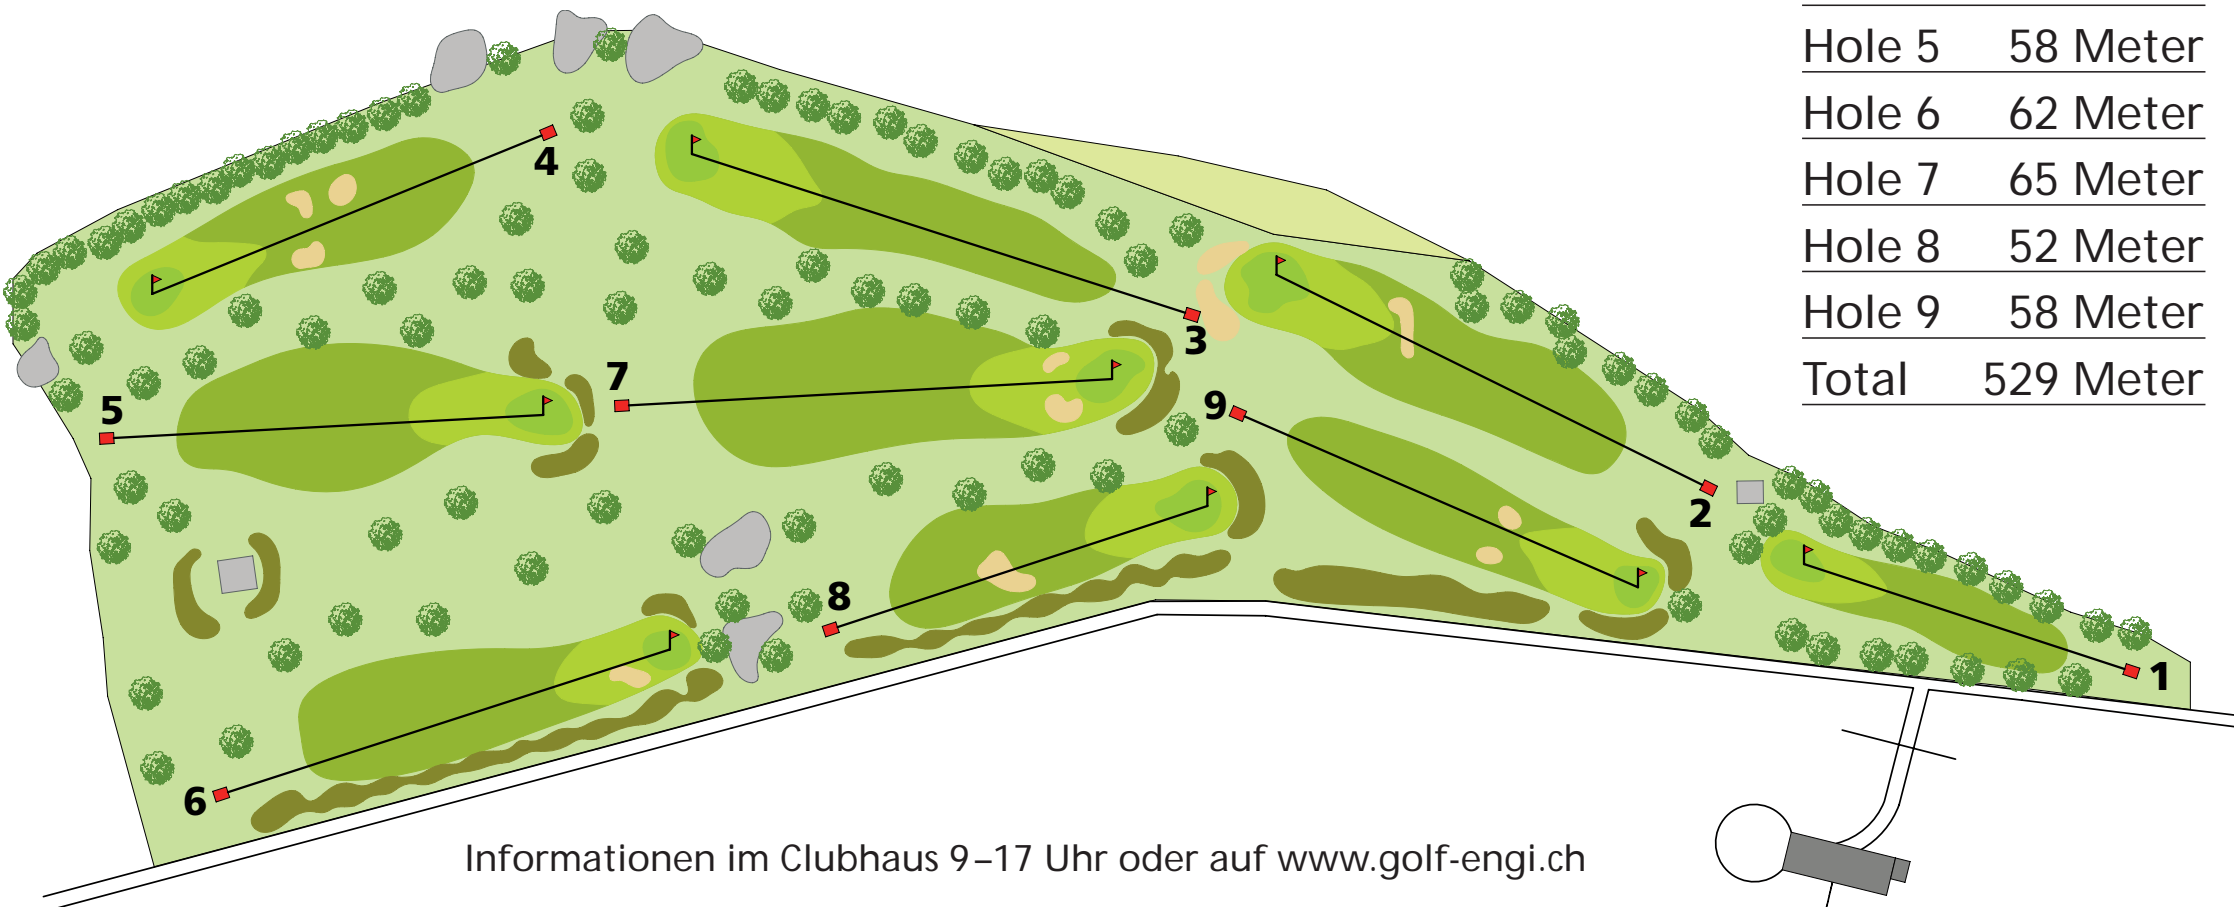 Hole 5 58 Meter
Hole 6 62 Meter
Hole 7 65 Meter
Hole 8 52 Meter
Hole 9 58 Meter
Total 529 Meter
4
3
7
5
9
2
8
1
6
Informationen im Clubhaus 9–17 Uhr oder auf www.golf-engi.ch